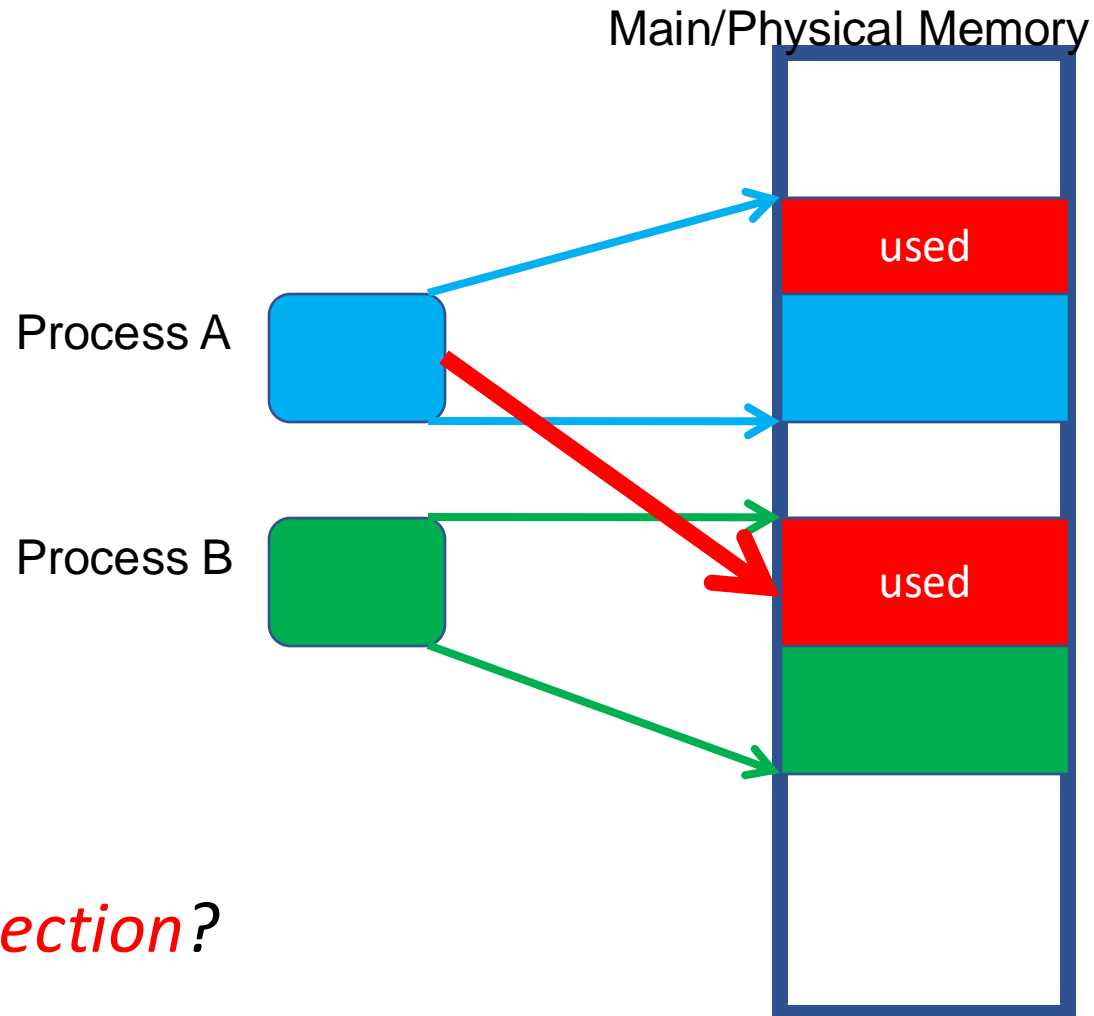 Main/Physical Memory
used
Process A
Process B
used
ection?